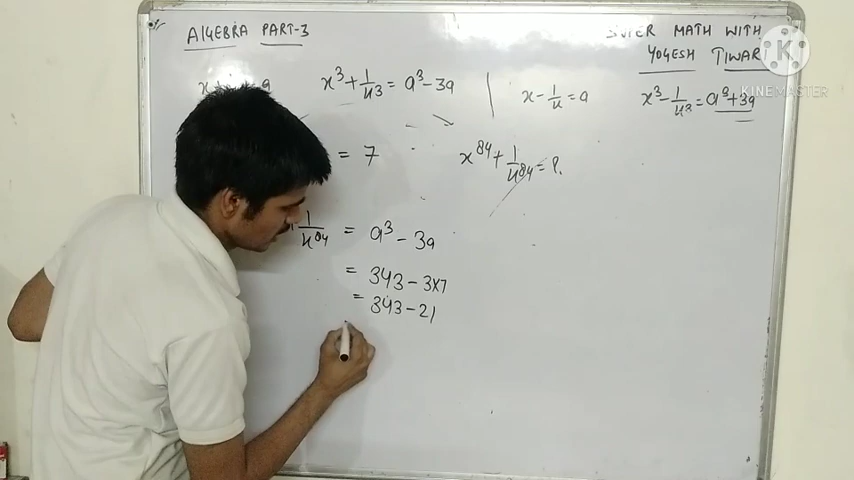 ALGEBRA PART-3
SUPER MATH WITH
YOGESH TIWARI
KINEMASTER
x³ + 1/x³ = a³ - 3a
x - 1/x = a
x³ - 1/x³ = a³ + 3a
= 7
x⁸⁴ + 1/x⁸⁴ = ?.
1/x⁸⁴ = a³ - 3a
= 343 - 3×7
= 343 - 21